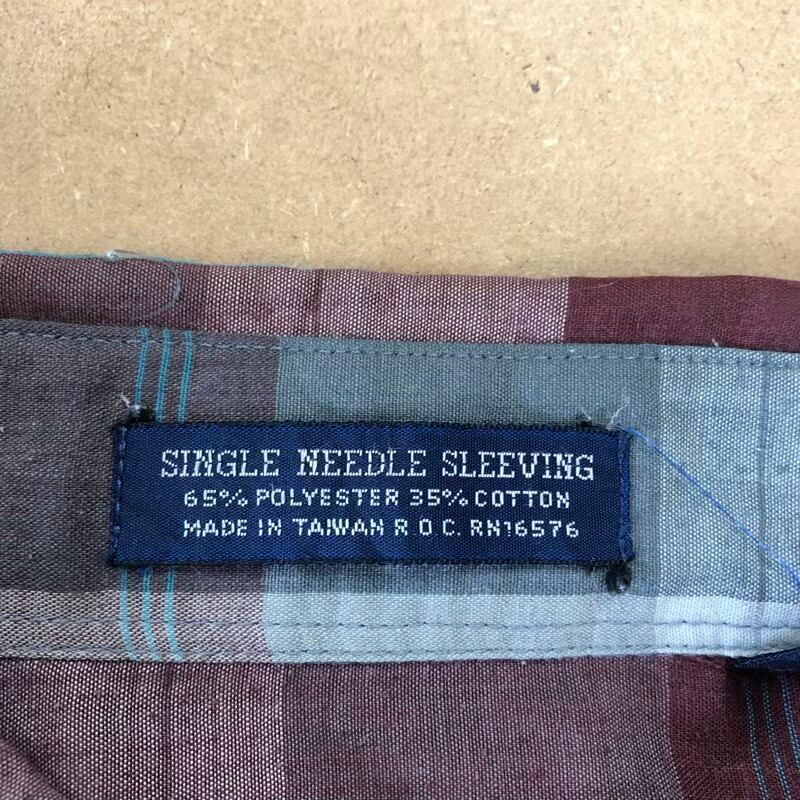 SINGLE NEEDLE SLEEVING
65% POLYESTER 35% COTTON
MADE IN TAIWAN R.O.C. RN16576